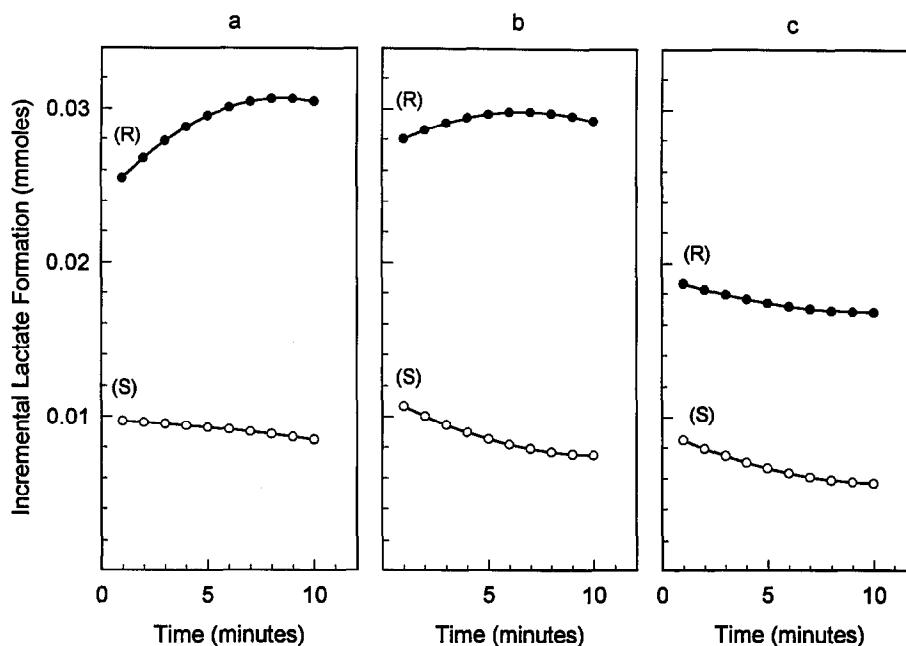 a b c
Incremental Lactate Formation (mmoles)
0.03
0.02
0.01
(R)
(S)
(R)
(S)
(R)
(S)
0 5 10
0 5 10
0 5 10
Time (minutes)
Time (minutes)
Time (minutes)